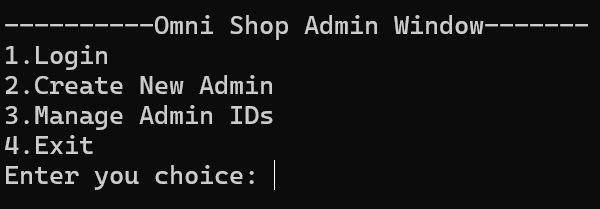 ----------Omni Shop Admin Window-------
1.Login
2.Create New Admin
3.Manage Admin IDs
4.Exit
Enter you choice: